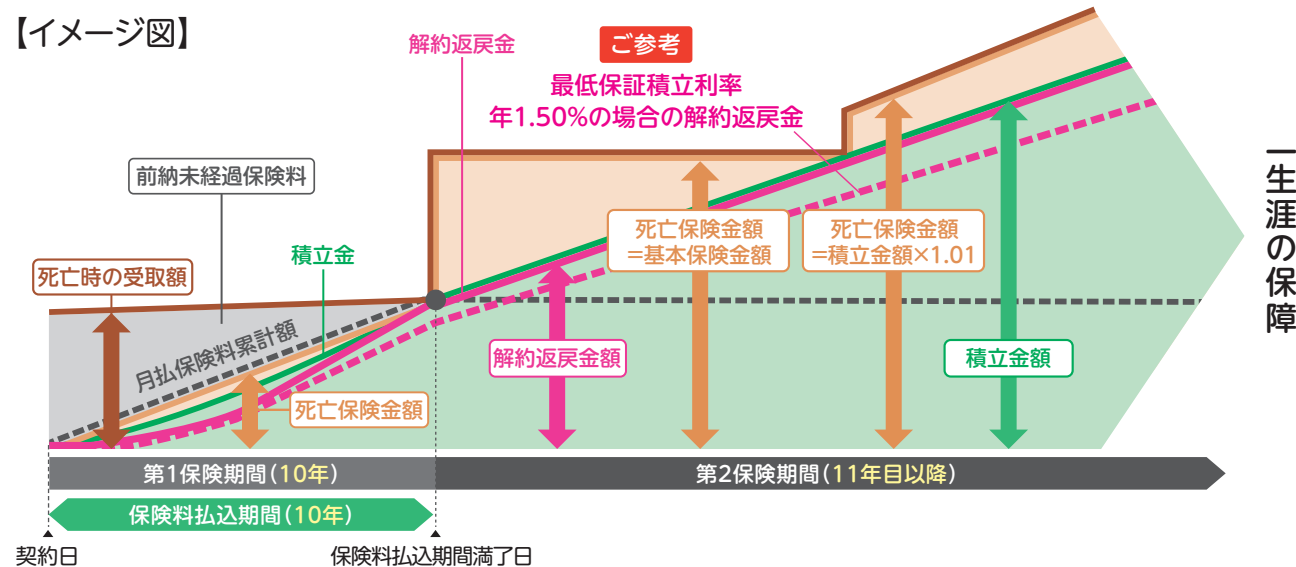 【イメージ図】
解約返戻金
ご参考
最低保証積立利率
年1.50%の場合の解約返戻金
前納未経過保険料
死亡時の受取額
積立金
月払保険料累計額
死亡保険金額
解約返戻金額
死亡保険金額
=基本保険金額
死亡保険金額
=積立金額×1.01
積立金額
一生涯の保障
第1保険期間(10年)
第2保険期間(11年目以降)
保険料払込期間(10年)
契約日
保険料払込期間満了日